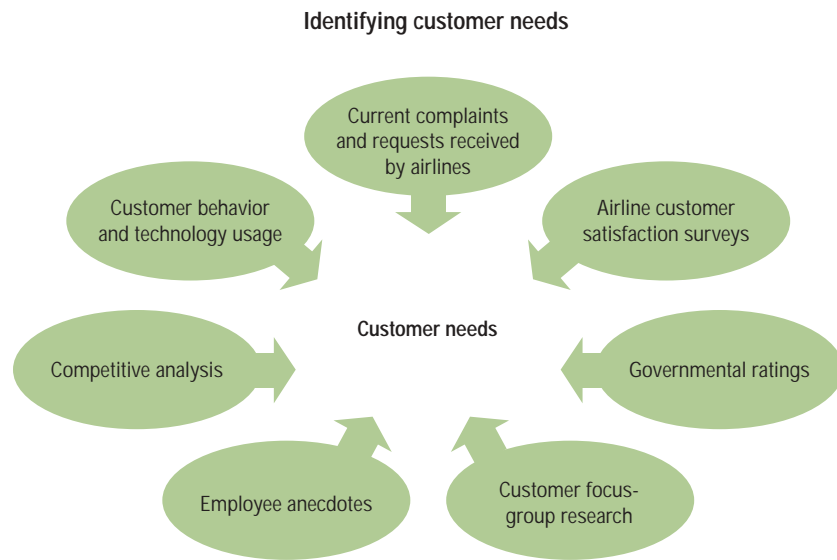 Identifying customer needs
Current complaints
and requests received
by airlines
Customer behavior
and technology usage
Airline customer
satisfaction surveys
Customer needs
Competitive analysis
Governmental ratings
Employee anecdotes
Customer focus-
group research